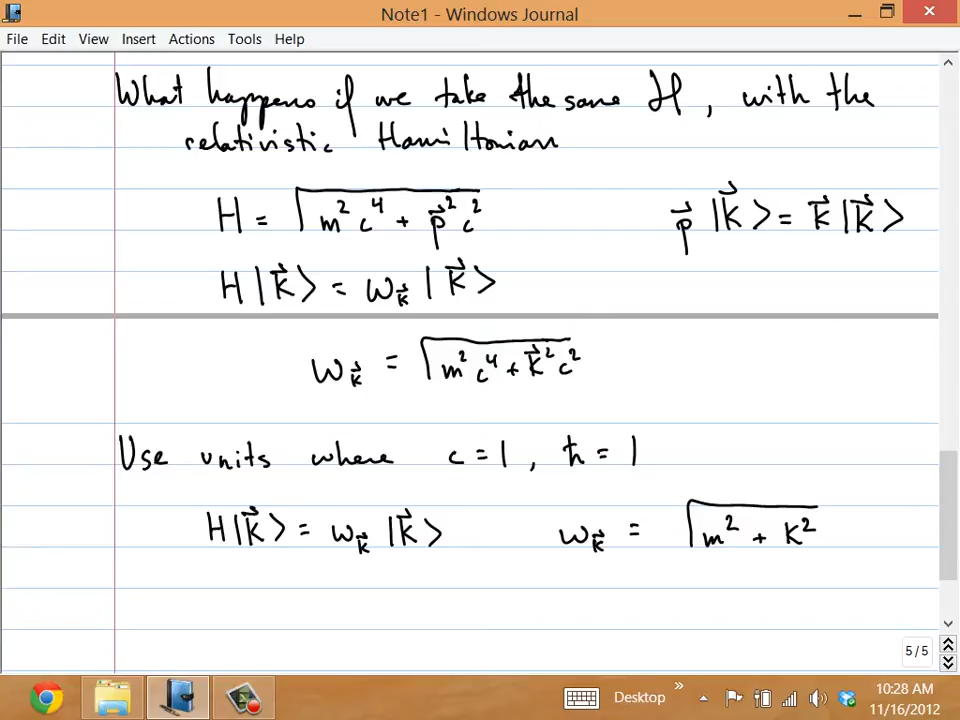 Note1 - Windows Journal
File Edit View Insert Actions Tools Help
What happens if we take the same H, with the
relativistic Hamiltonian
H = √(m²c⁴ + p⃗²c²) p⃗ |k⃗⟩ = k⃗ |k⃗⟩
H |k⃗⟩ = ω_k⃗ |k⃗⟩
ω_k⃗ = √(m²c⁴ + k⃗²c²)
Use units where c = 1, ħ = 1
H |k⃗⟩ = ω_k⃗ |k⃗⟩ ω_k⃗ = √(m² + k²)
5/5
Desktop
10:28 AM
11/16/2012